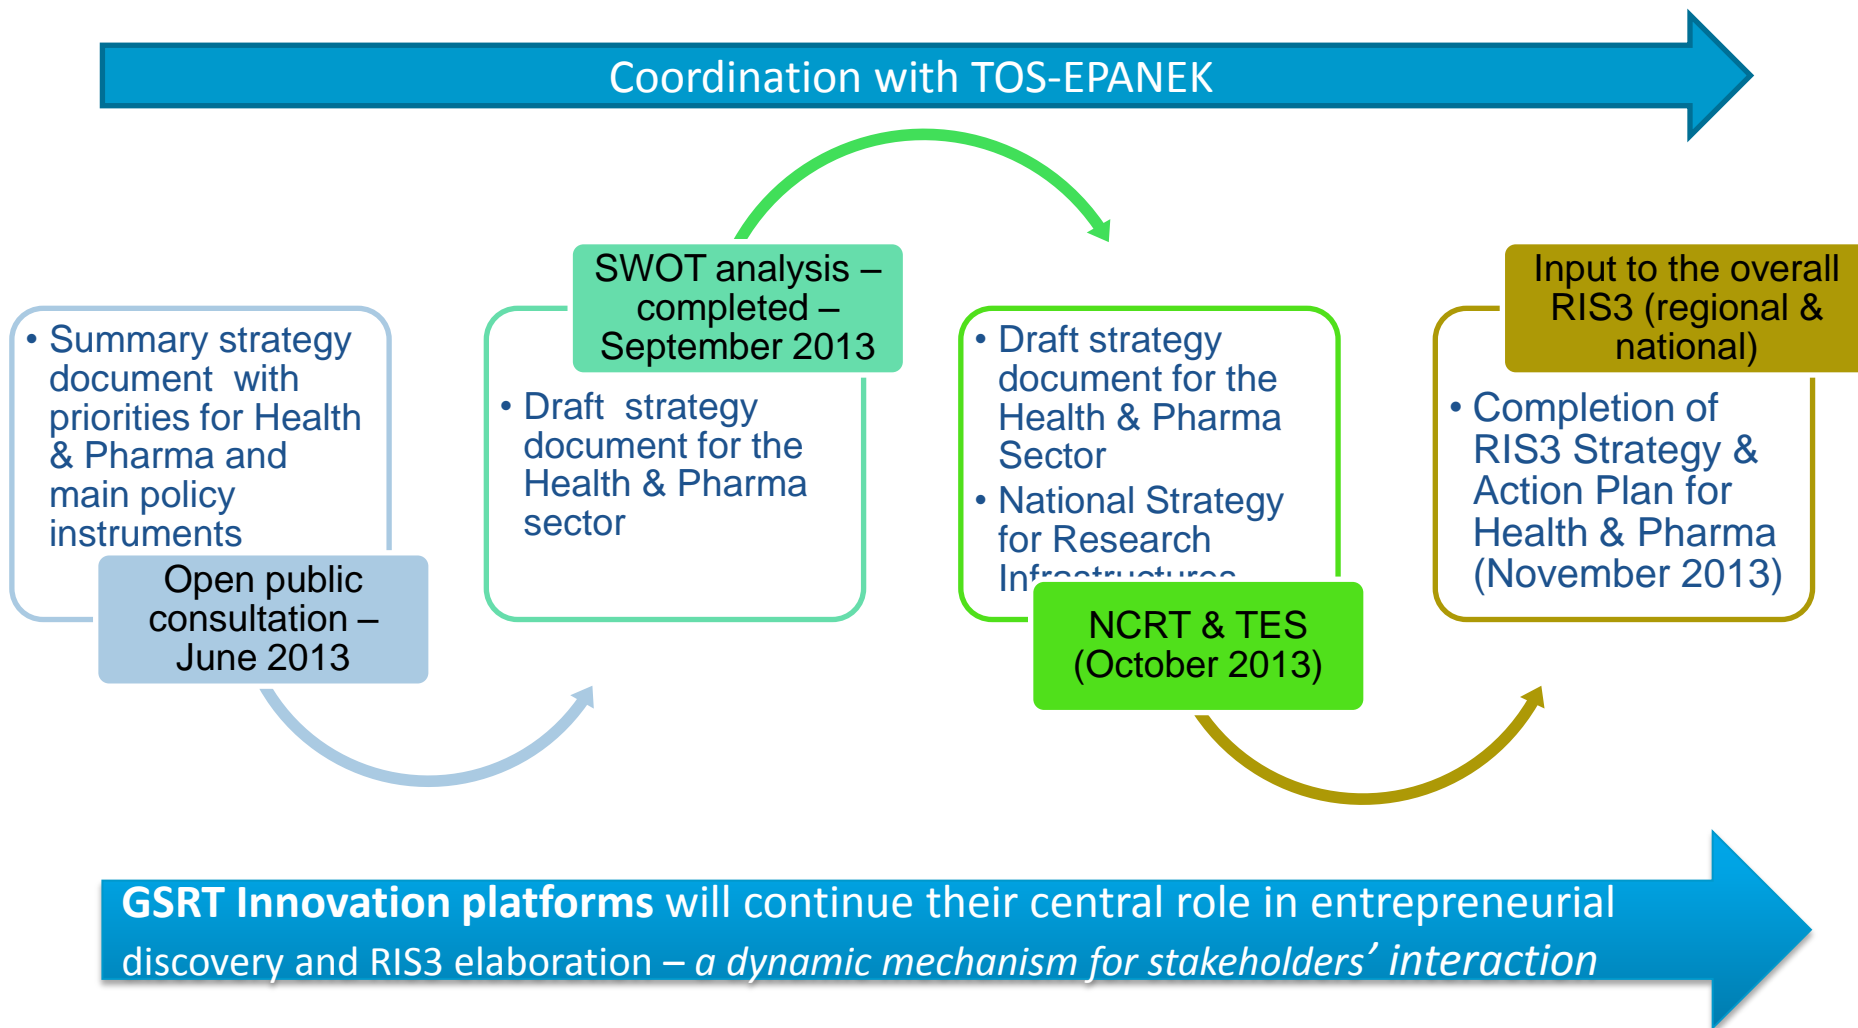 Coordination with TOS-EPANEK
• Summary strategy
document with
priorities for Health
& Pharma and
main policy
instruments
Open public
consultation –
June 2013
SWOT analysis –
completed –
September 2013
• Draft strategy
document for the
Health & Pharma
sector
• Draft strategy
document for the
Health & Pharma
Sector
• National Strategy
for Research
Infrastructures
NCRT & TES
(October 2013)
Input to the overall
RIS3 (regional &
national)
• Completion of
RIS3 Strategy &
Action Plan for
Health & Pharma
(November 2013)
GSRT Innovation platforms will continue their central role in entrepreneurial
discovery and RIS3 elaboration – a dynamic mechanism for stakeholders’ interaction